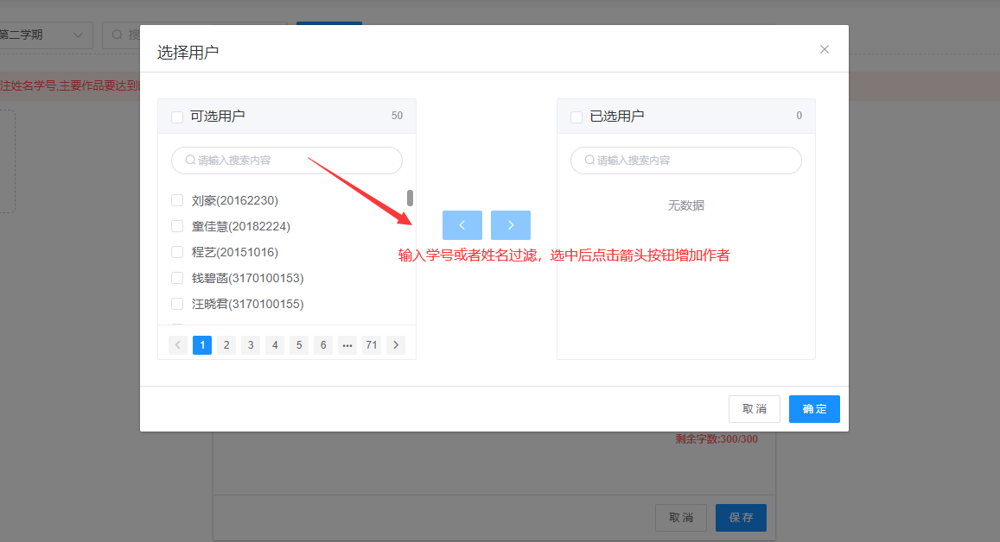 第二学期
搜
选择用户
注姓名学号,主要作品要达到
可选用户
50
已选用户
0
请输入搜索内容
请输入搜索内容
刘豪(20162230)
无数据
童佳慧(20182224)
程艺(20151016)
输入学号或者姓名过滤，选中后点击箭头按钮增加作者
钱碧菡(3170100153)
汪晓君(3170100155)
1 2 3 4 5 6 ••• 71
取消
确定
剩余字数:300/300
取消
保存